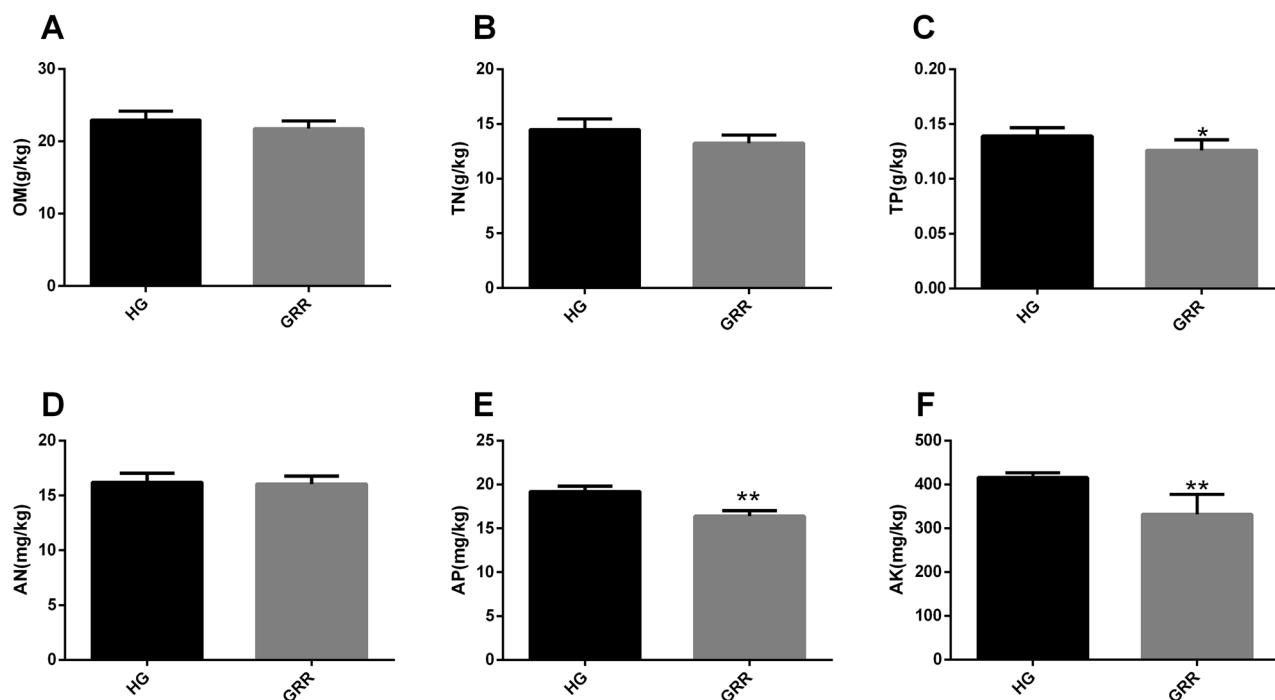 A
OM(g/kg)
30
20
10
0
HG
GRR
B
TN(g/kg)
20
15
10
5
0
HG
GRR
C
TP(g/kg)
0.20
0.15
0.10
0.05
0.00
*
HG
GRR
D
AN(mg/kg)
20
15
10
5
0
HG
GRR
E
AP(mg/kg)
25
20
15
10
5
0
**
HG
GRR
F
AK(mg/kg)
500
400
300
200
100
0
**
HG
GRR